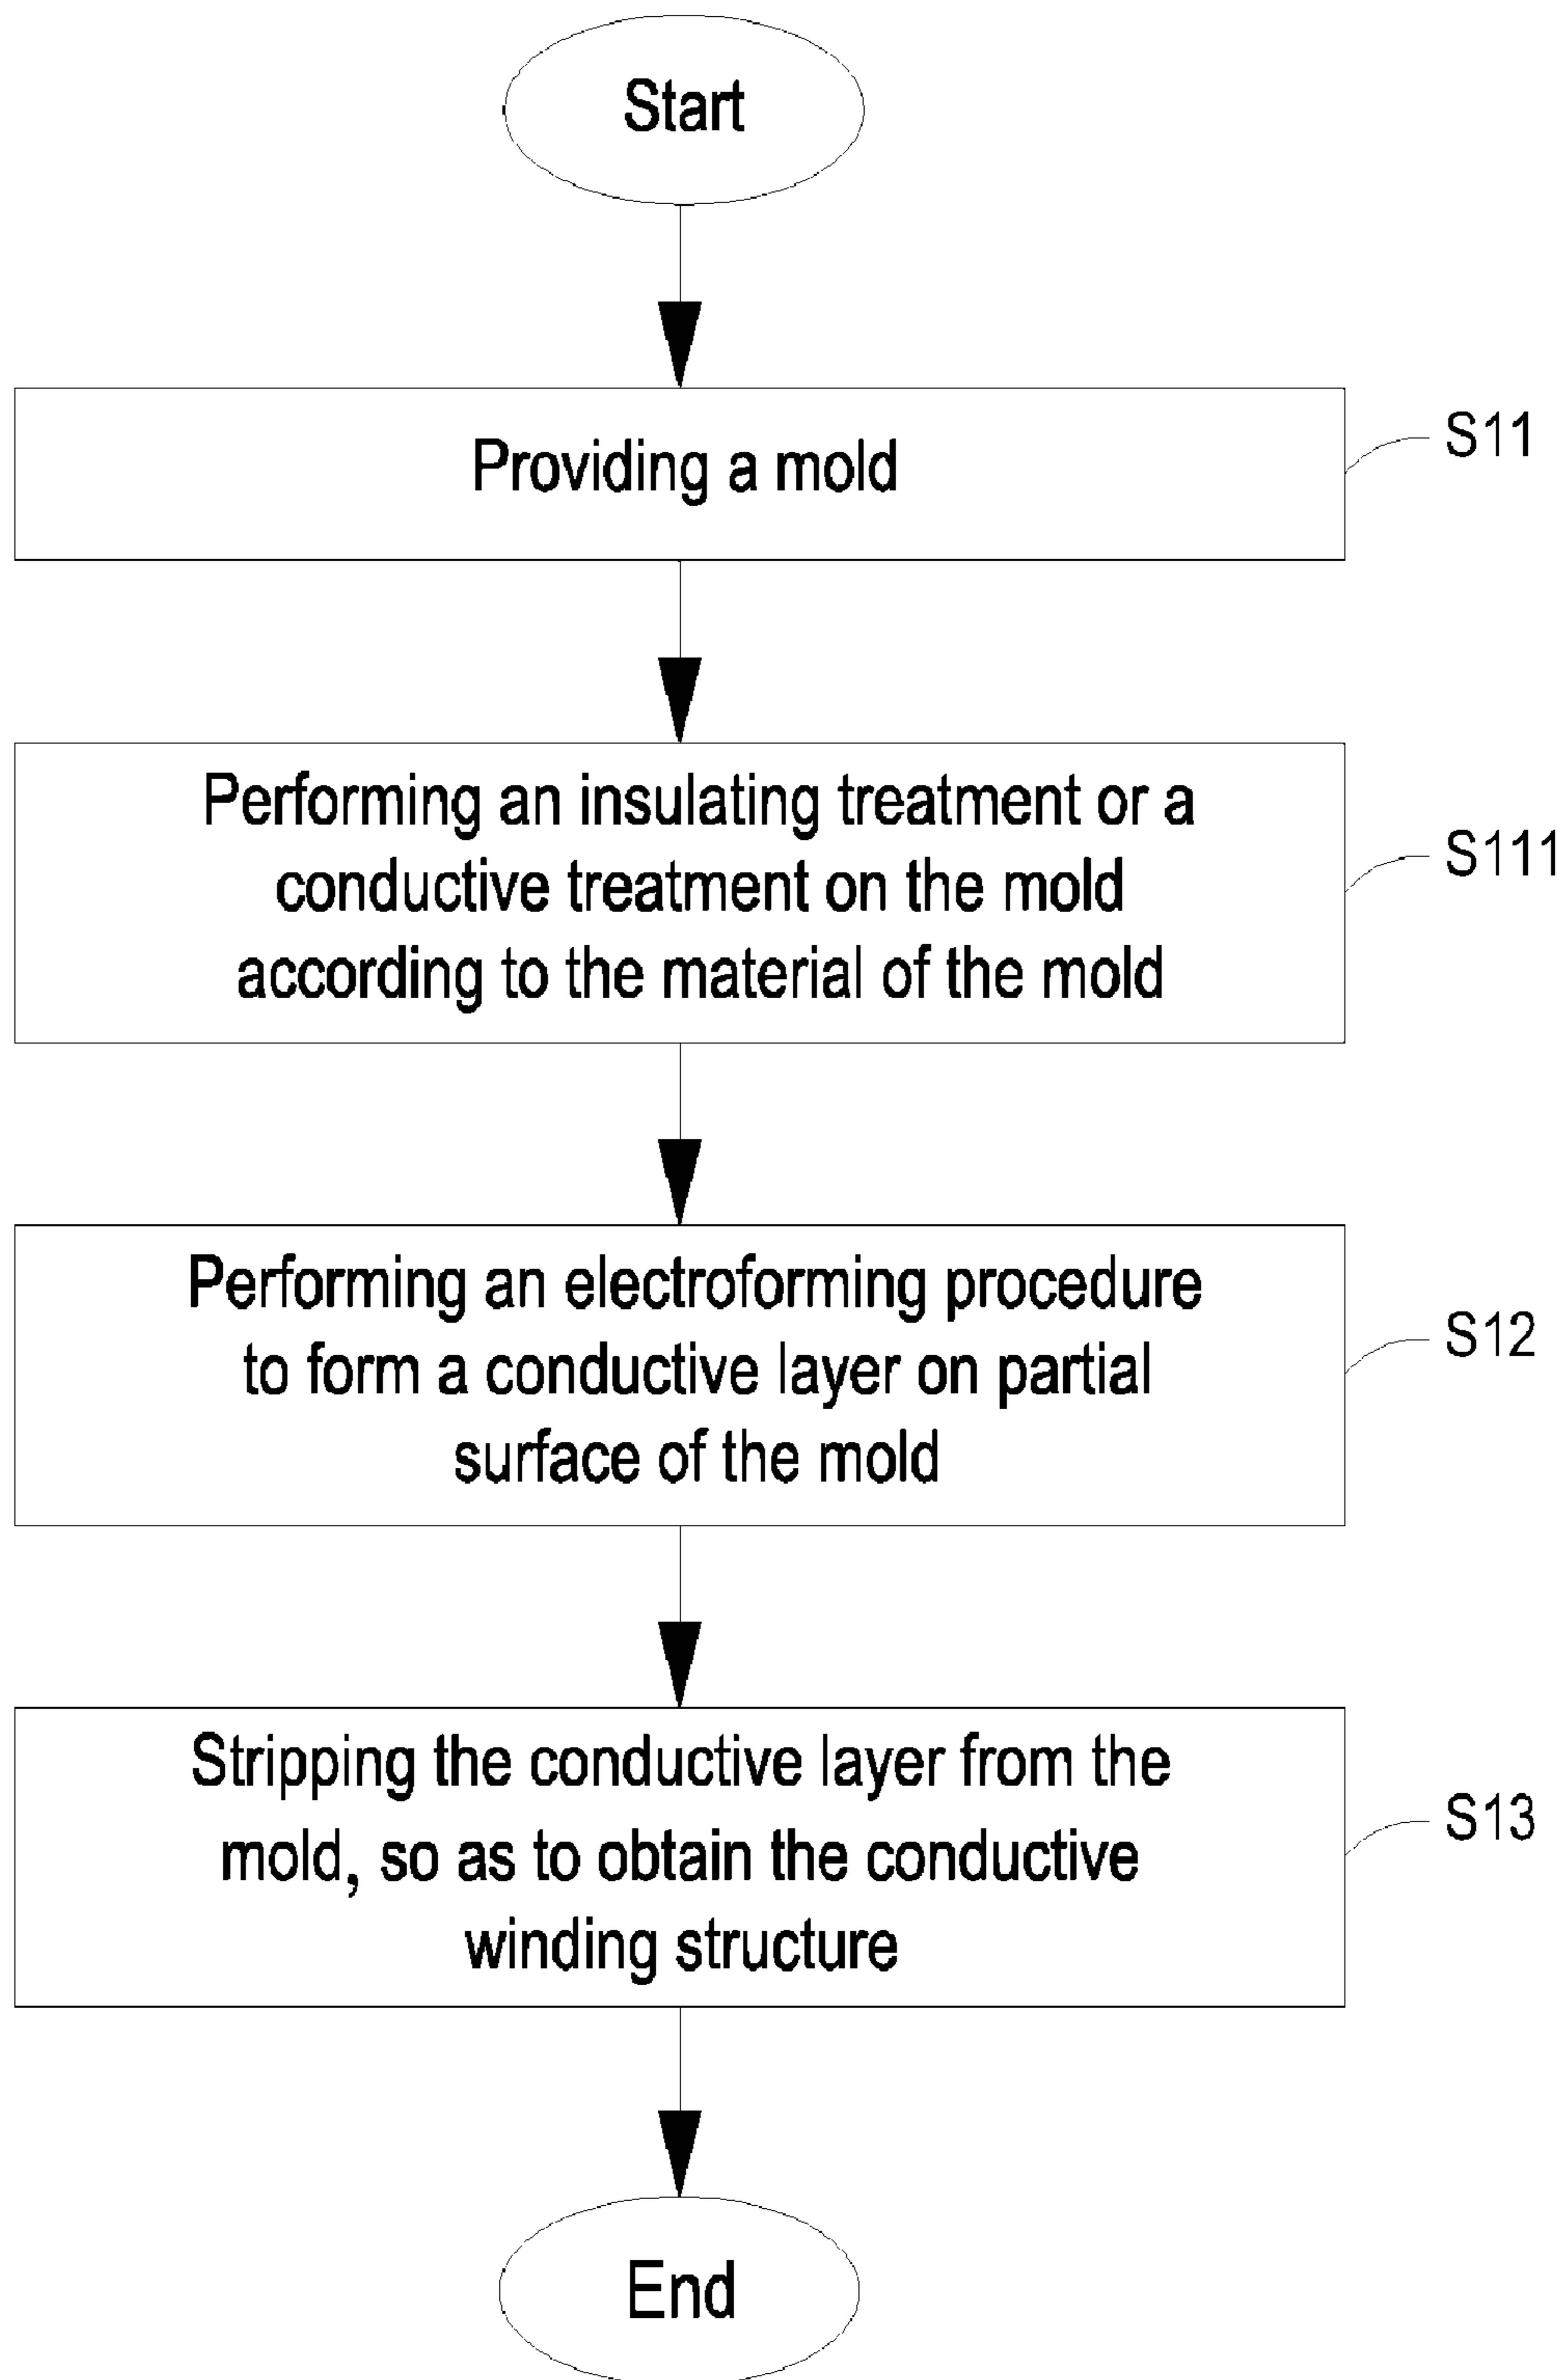 Start
Providing a mold
S11
Performing an insulating treatment or a
conductive treatment on the mold
according to the material of the mold
S111
Performing an electroforming procedure
to form a conductive layer on partial
surface of the mold
S12
Stripping the conductive layer from the
mold, so as to obtain the conductive
winding structure
S13
End